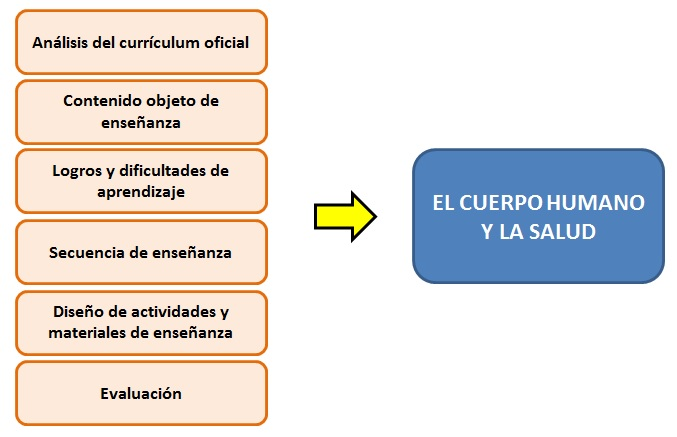 Análisis del currículum oficial
Contenido objeto de
enseñanza
Logros y dificultades de
aprendizaje
Secuencia de enseñanza
Diseño de actividades y
materiales de enseñanza
Evaluación
EL CUERPO HUMANO
Y LA SALUD